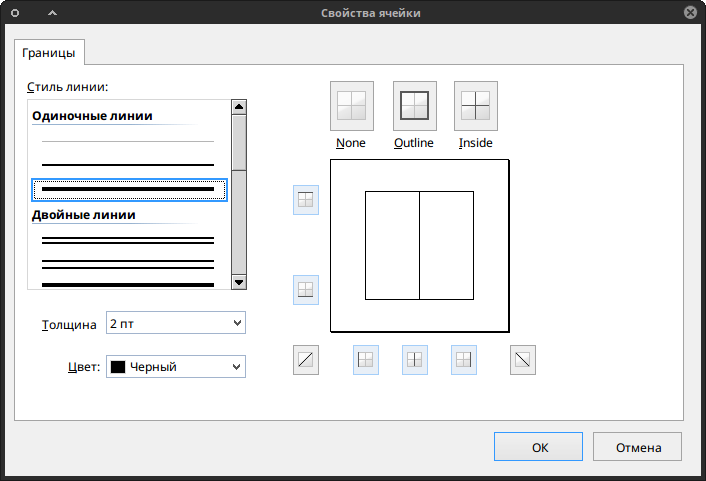 Свойства ячейки
Границы
Стиль линии:
Одиночные линии
Двойные линии
Толщина
2 пт
Цвет:
Черный
None
Outline
Inside
OK
Отмена